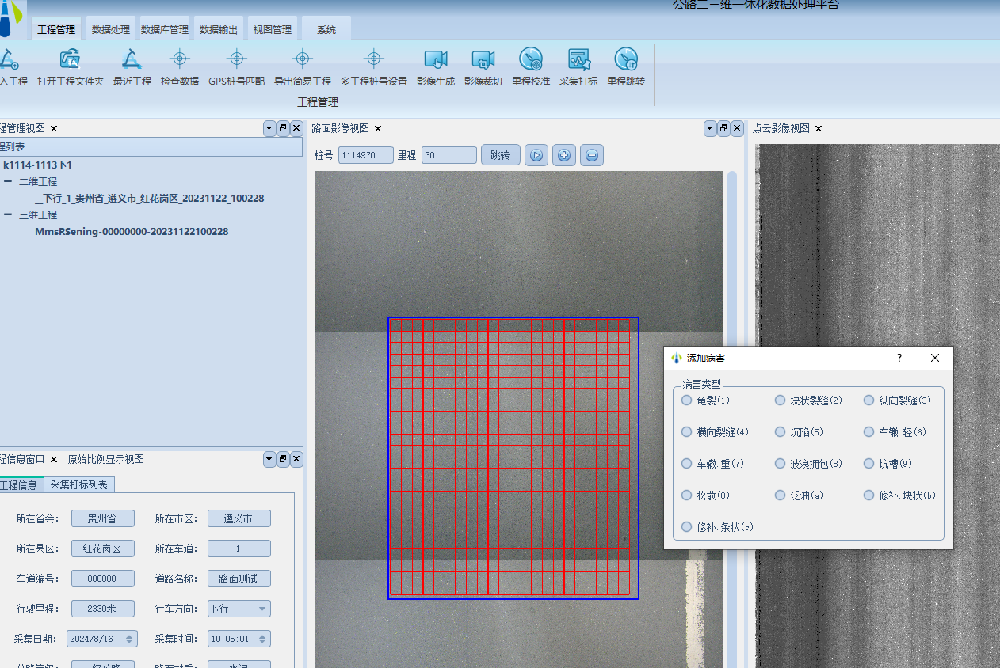 公路二三维一体化数据处理平台
工程管理 数据处理 数据库管理 数据输出 视图管理 系统
入工程 打开工程文件夹 最近工程 检查数据 GPS桩号匹配 导出简易工程 多工程桩号设置 影像生成 影像裁切 里程校准 采集打标 里程跳转
工程管理
程管理视图
程列表
k1114-1113下1
二维工程
__下行_1_贵州省_遵义市_红花岗区_20231122_100228
三维工程
MmsRSening-00000000-20231122100228
路面影像视图
桩号 1114970 里程 30 跳转
点云影像视图
添加病害 ?
病害类型
龟裂(1) 块状裂缝(2) 纵向裂缝(3)
横向裂缝(4) 沉陷(5) 车辙.轻(6)
车辙.重(7) 波浪拥包(8) 坑槽(9)
松散(0) 泛油(a) 修补.块状(b)
修补.条状(c)
程信息窗口 原始比例显示视图
工程信息 采集打标列表
所在省会: 贵州省 所在市区: 遵义市
所在县区: 红花岗区 所在车道: 1
车道编号: 000000 道路名称: 路面测试
行驶里程: 2330米 行车方向: 下行
采集日期: 2024/8/16 采集时间: 10:05:01
公路等级: 二级公路 路面材质: 水泥